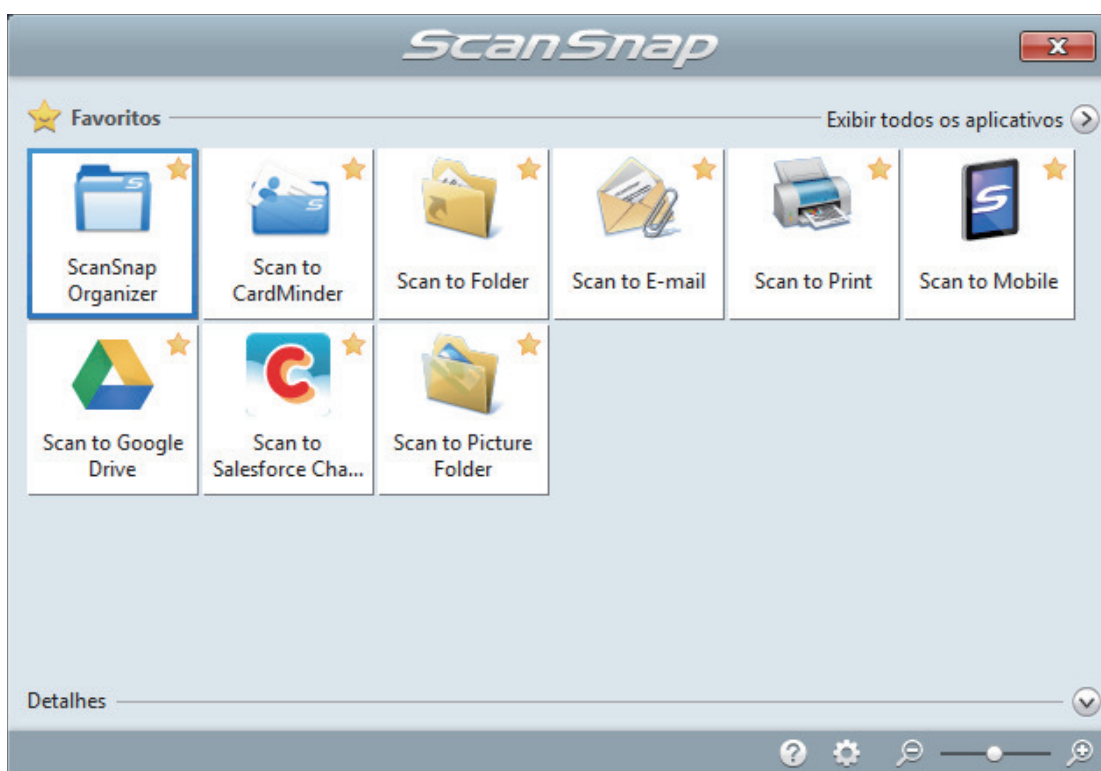 ScanSnap
Favoritos
Exibir todos os aplicativos
ScanSnap
Organizer
Scan to
CardMinder
Scan to Folder
Scan to E-mail
Scan to Print
Scan to Mobile
Scan to Google
Drive
Scan to
Salesforce Cha...
Scan to Picture
Folder
Detalhes